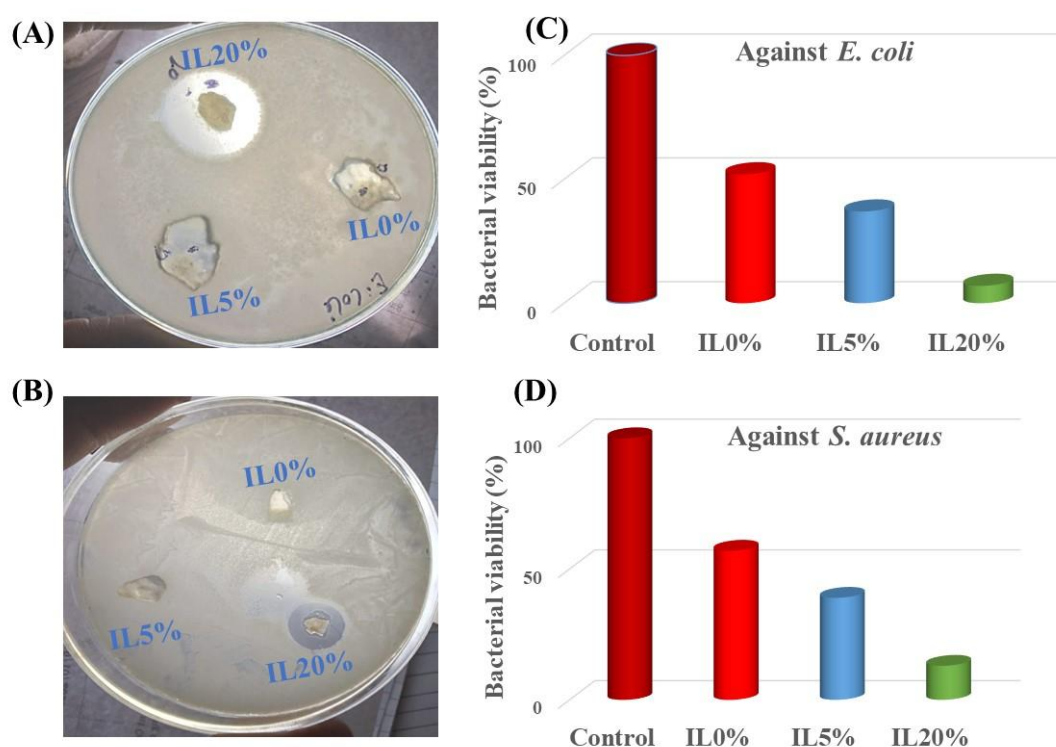 (A)
IL20%
IL0%
IL5%
E.coli
(B)
IL0%
IL5%
IL20%
(C)
Against E. coli
Bacterial viability (%)
100
50
0
Control IL0% IL5% IL20%
(D)
Against S. aureus
Bacterial viability (%)
100
50
0
Control IL0% IL5% IL20%